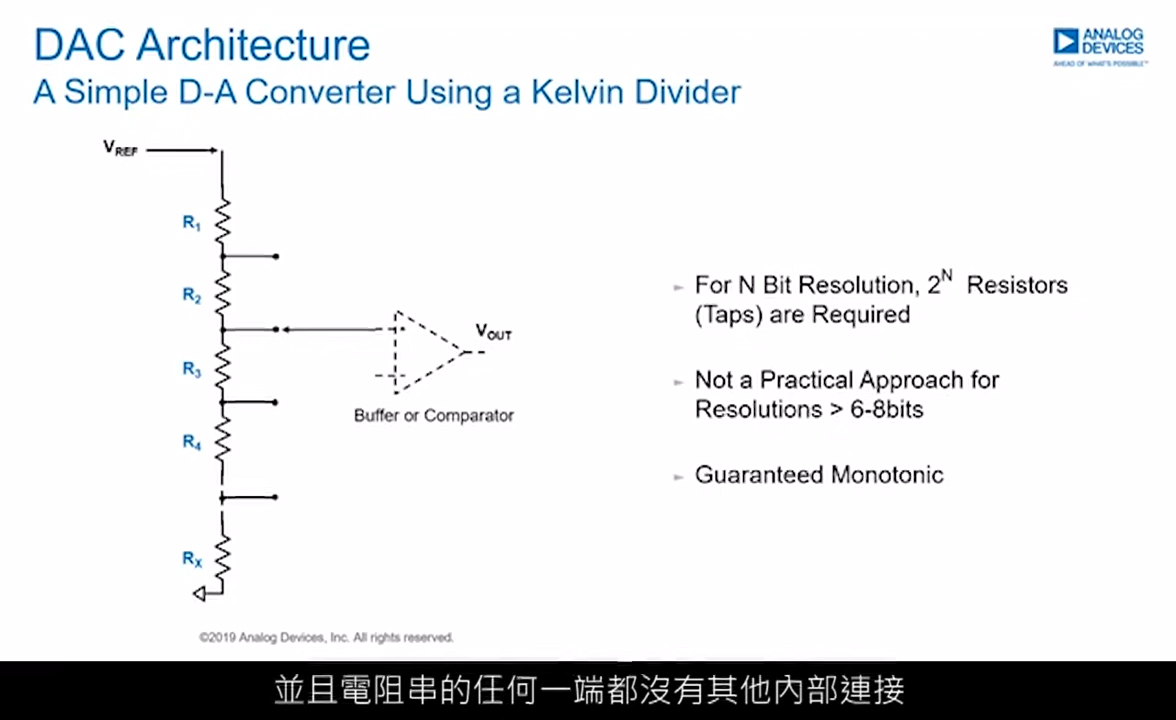 DAC Architecture
A Simple D-A Converter Using a Kelvin Divider
ANALOG
DEVICES
AHEAD OF WHAT'S POSSIBLE™
VREF
R1
R2
R3
R4
RX
VOUT
Buffer or Comparator
► For N Bit Resolution, 2^N Resistors
(Taps) are Required
► Not a Practical Approach for
Resolutions > 6-8bits
► Guaranteed Monotonic
©2019 Analog Devices, Inc. All rights reserved.
並且電阻串的任何一端都沒有其他內部連接